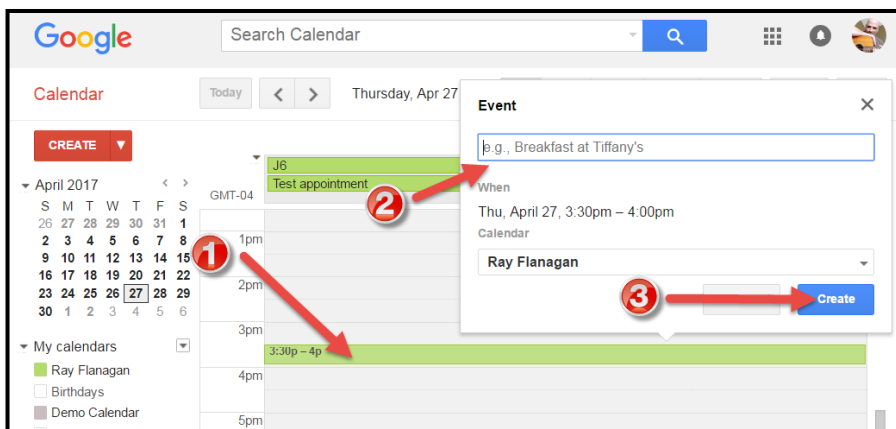 Google
Search Calendar
Calendar
Today
Thursday, Apr 27
CREATE
April 2017
S M T W T F S
26 27 28 29 30 31 1
2 3 4 5 6 7 8
9 10 11 12 13 14 15
16 17 18 19 20 21 22
23 24 25 26 27 28 29
30 1 2 3 4 5 6
My calendars
Ray Flanagan
Birthdays
Demo Calendar
GMT-04
J6
Test appointment
1pm
2pm
3pm
3:30p – 4p
4pm
5pm
1
2
3
Event
e.g., Breakfast at Tiffany's
When
Thu, April 27, 3:30pm – 4:00pm
Calendar
Ray Flanagan
Create